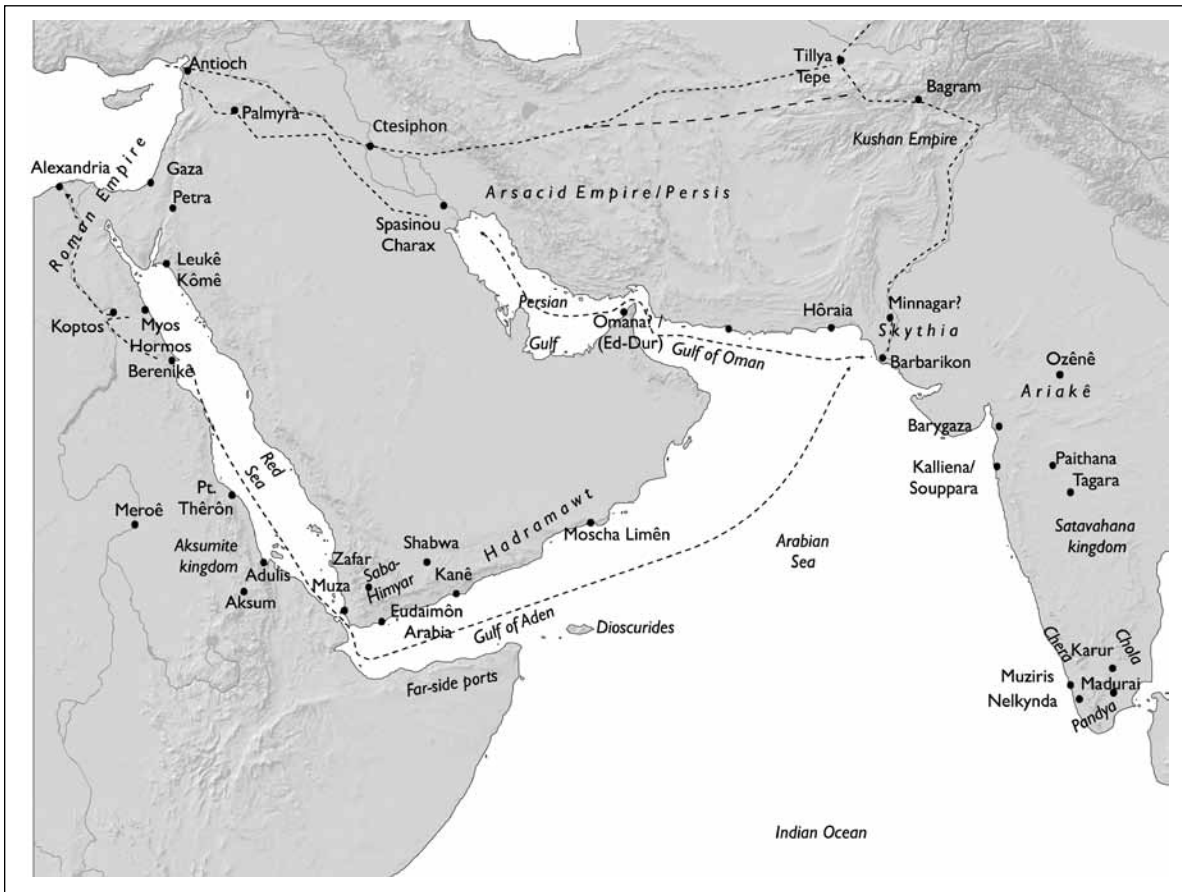 Antioch
Tillya
Tepe
Bagram
Palmyra
Ctesiphon
Kushan Empire
Alexandria
Gaza
Roman Empire
Petra
Arsacid Empire/Persis
Spasinou
Charax
Leukê
Kômê
Persian
Gulf
Omana? /
(Ed-Dur)
Hôraia
Minnagar?
Skythia
Koptos
Myos
Hormos
Berenikê
Gulf of Oman
Barbarikon
Ozênê
Ariakê
Barygaza
Red
Sea
Kalliena/
Souppara
Paithana
Tagara
Pt.
Thêrôn
Meroê
Hadramawt
Moscha Limên
Arabian
Sea
Satavahana
kingdom
Aksumite
kingdom
Zafar
Shabwa
Saba-
Himyar
Kanê
Adulis
Muza
Aksum
Eudaimôn
Arabia
Gulf of Aden
Dioscurides
Far-side ports
Chera
Karur
Chola
Muziris
Madurai
Nelkynda
Pandya
Indian Ocean